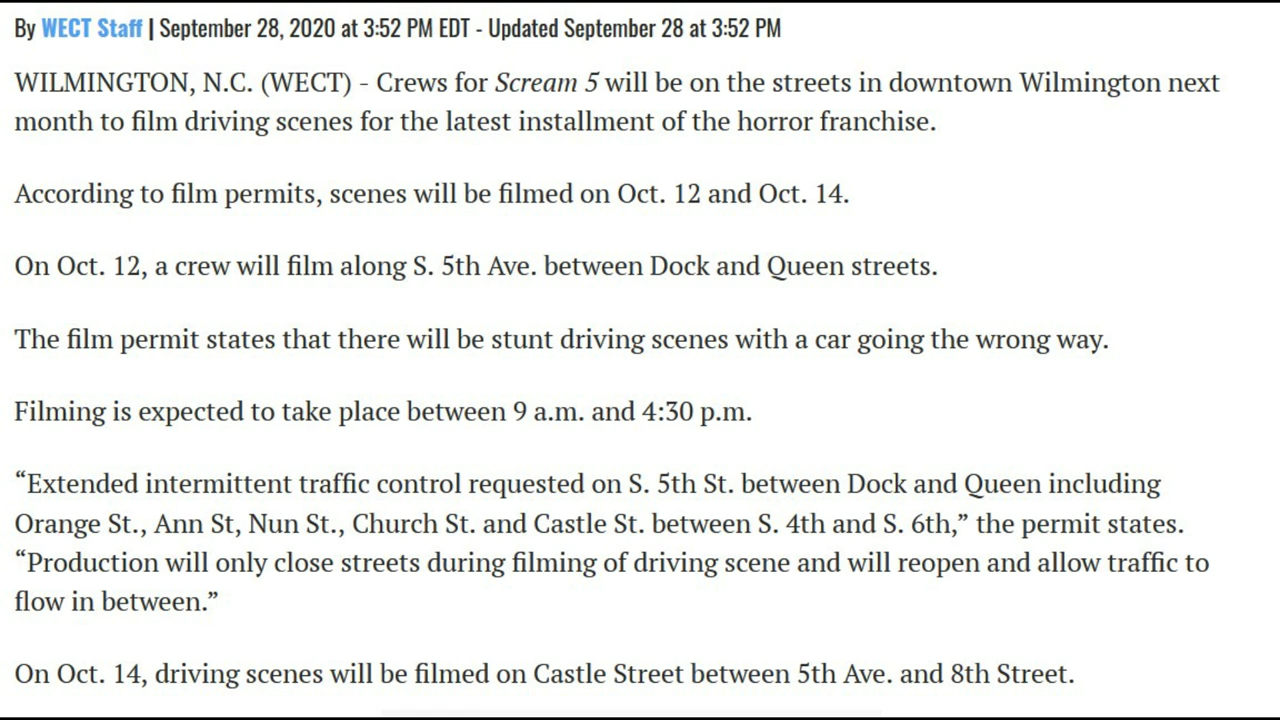 By WECT Staff | September 28, 2020 at 3:52 PM EDT - Updated September 28 at 3:52 PM
WILMINGTON, N.C. (WECT) - Crews for Scream 5 will be on the streets in downtown Wilmington next
month to film driving scenes for the latest installment of the horror franchise.
According to film permits, scenes will be filmed on Oct. 12 and Oct. 14.
On Oct. 12, a crew will film along S. 5th Ave. between Dock and Queen streets.
The film permit states that there will be stunt driving scenes with a car going the wrong way.
Filming is expected to take place between 9 a.m. and 4:30 p.m.
“Extended intermittent traffic control requested on S. 5th St. between Dock and Queen including
Orange St., Ann St, Nun St., Church St. and Castle St. between S. 4th and S. 6th,” the permit states.
“Production will only close streets during filming of driving scene and will reopen and allow traffic to
flow in between.”
On Oct. 14, driving scenes will be filmed on Castle Street between 5th Ave. and 8th Street.